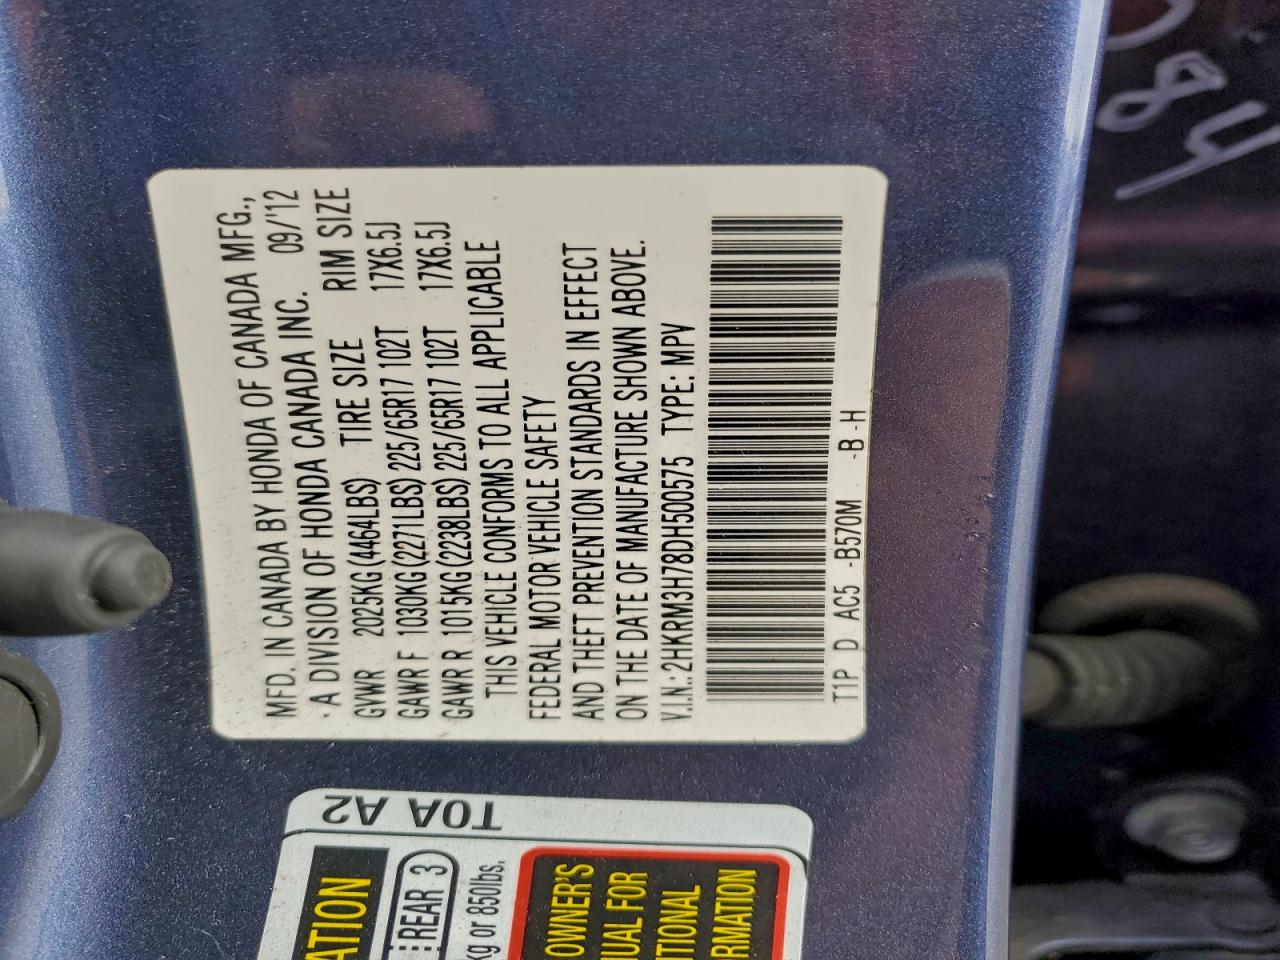 MFD. IN CANADA BY HONDA OF CANADA MFG.,
· A DIVISION OF HONDA CANADA INC. 09/'12
GVWR 2025KG(4464LBS) TIRE SIZE RIM SIZE
GAWR F 1030KG(2271LBS) 225/65R17 102T 17X6.5J
GAWR R 1015KG(2238LBS) 225/65R17 102T 17X6.5J
THIS VEHICLE CONFORMS TO ALL APPLICABLE
FEDERAL MOTOR VEHICLE SAFETY
AND THEFT PREVENTION STANDARDS IN EFFECT
ON THE DATE OF MANUFACTURE SHOWN ABOVE.
V.I.N.: 2HKRM3H78DH500575 TYPE: MPV
T1P D AC5 -B570M -B -H
T0A A2
ATION
REAR 3
kg or 850lbs.
OWNER'S
UAL FOR
ITIONAL
RMATION
84